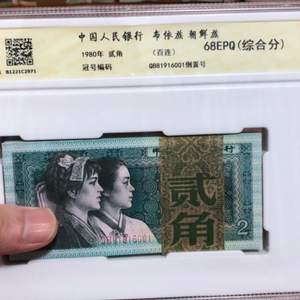 中国人民银行 布依族 朝鲜族
1980年 贰角 （百连） 68EPQ(综合分)
冠号编码 QB81916001倒置号
B1221C2071
贰角
2